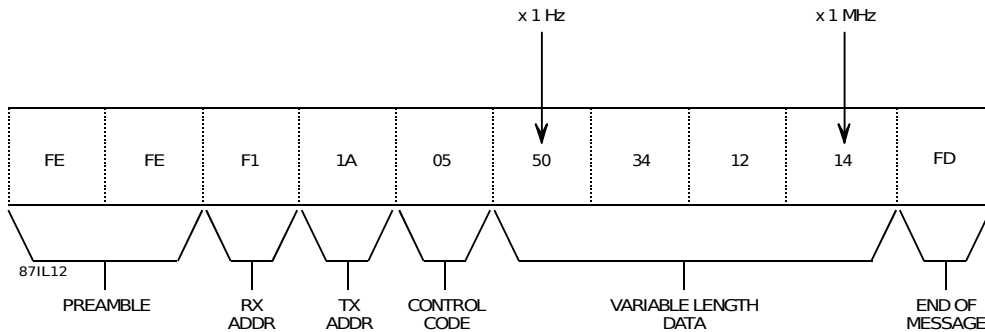 x 1 Hz
x 1 MHz
FE FE F1 1A 05 50 34 12 14 FD
87IL12
PREAMBLE
RX
ADDR
TX
ADDR
CONTROL
CODE
VARIABLE LENGTH
DATA
END OF
MESSAGE